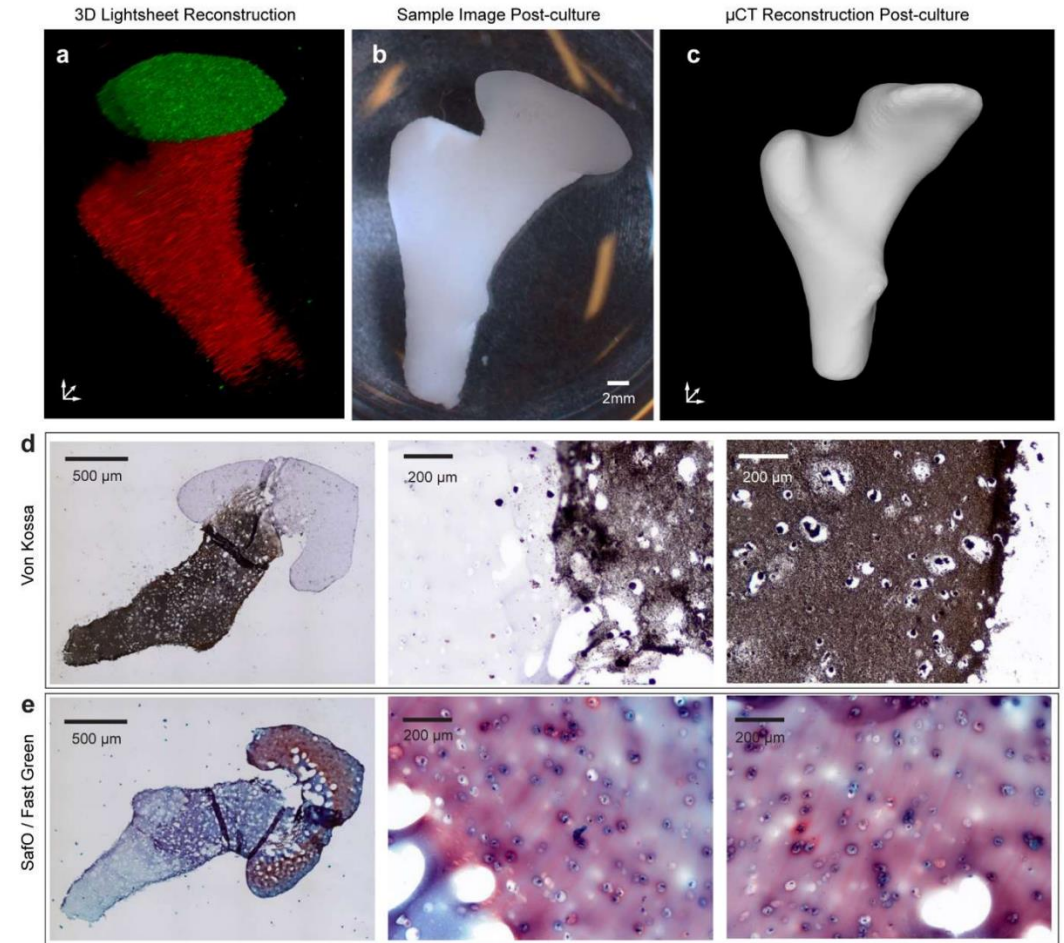 3D Lightsheet Reconstruction
Sample Image Post-culture
µCT Reconstruction Post-culture
a
b
c
2mm
d
Von Kossa
500 µm
200 µm
200 µm
e
SafO / Fast Green
500 µm
200 µm
200 µm